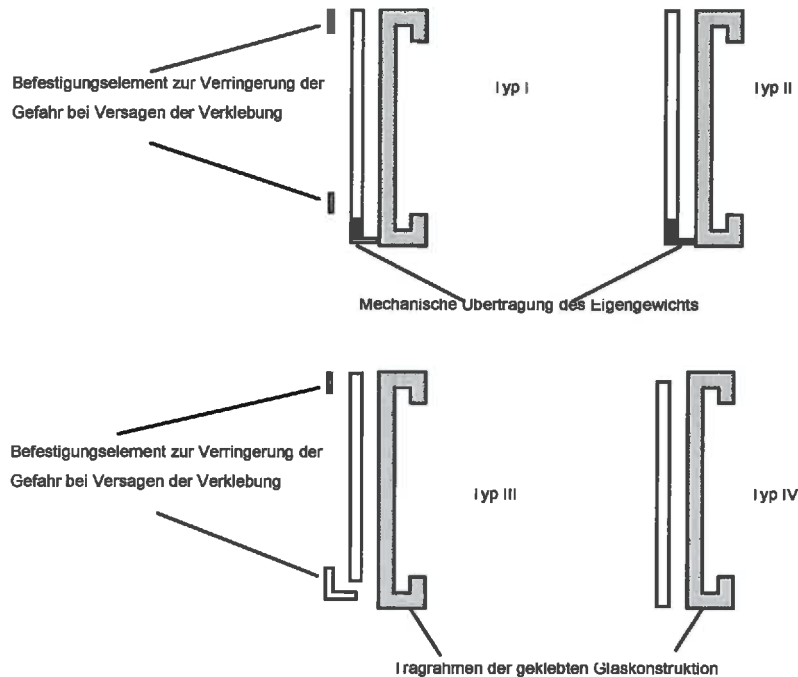 Befestigungselement zur Verringerung der
Gefahr bei Versagen der Verklebung
Typ I
Typ II
Mechanische Übertragung des Eigengewichts
Befestigungselement zur Verringerung der
Gefahr bei Versagen der Verklebung
Typ III
Typ IV
Tragrahmen der geklebten Glaskonstruktion